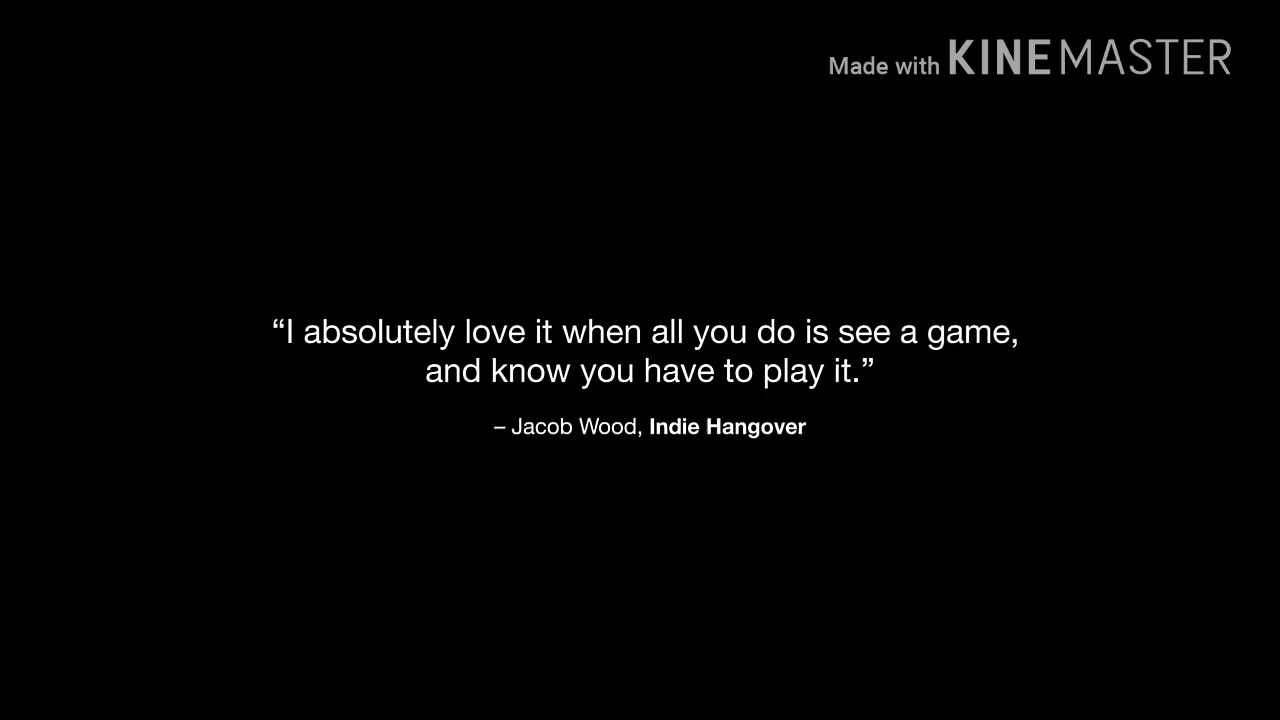 Made with KINEMASTER
“I absolutely love it when all you do is see a game,
and know you have to play it.”
– Jacob Wood, Indie Hangover